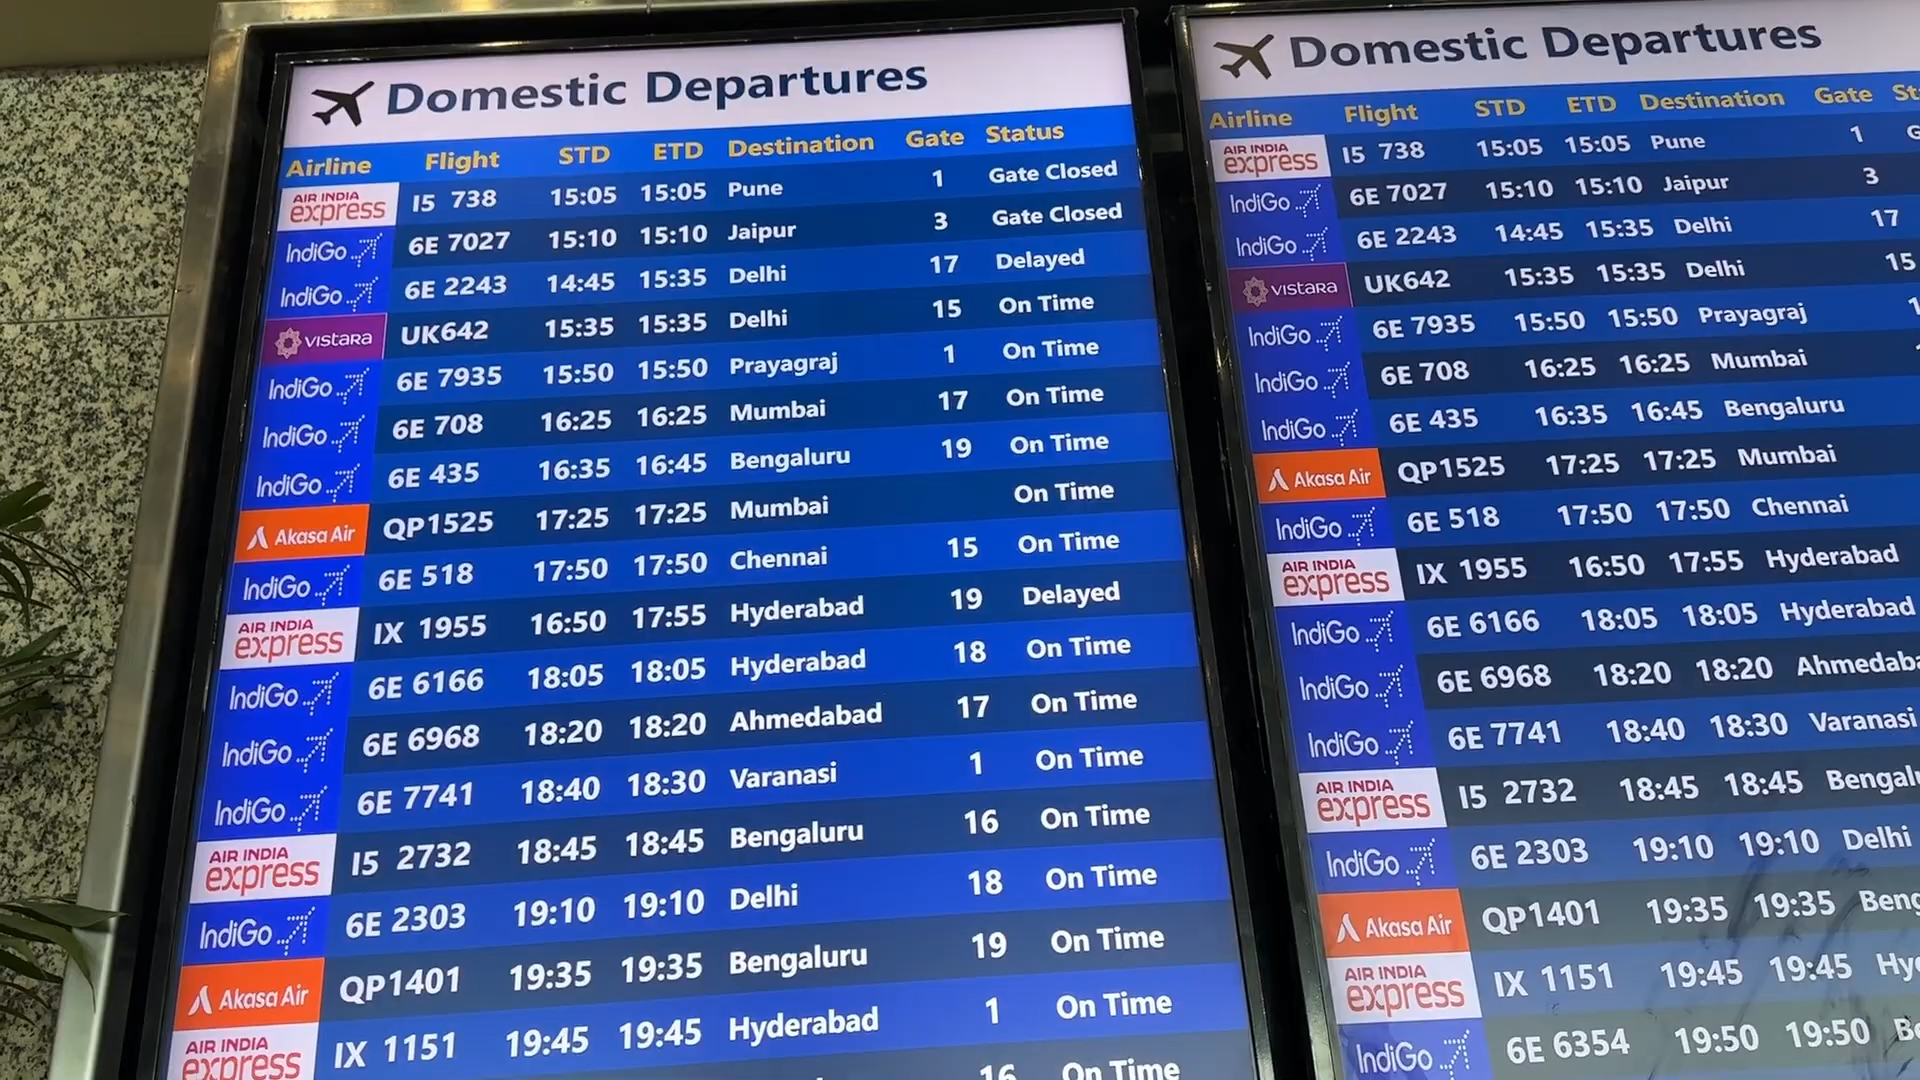 Domestic Departures
Airline Flight STD ETD Destination Gate Status
AIR INDIA express I5 738 15:05 15:05 Pune 1 Gate Closed
IndiGo 6E 7027 15:10 15:10 Jaipur 3 Gate Closed
IndiGo 6E 2243 14:45 15:35 Delhi 17 Delayed
VISTARA UK642 15:35 15:35 Delhi 15 On Time
IndiGo 6E 7935 15:50 15:50 Prayagraj 1 On Time
IndiGo 6E 708 16:25 16:25 Mumbai 17 On Time
IndiGo 6E 435 16:35 16:45 Bengaluru 19 On Time
Akasa Air QP1525 17:25 17:25 Mumbai On Time
IndiGo 6E 518 17:50 17:50 Chennai 15 On Time
AIR INDIA express IX 1955 16:50 17:55 Hyderabad 19 Delayed
IndiGo 6E 6166 18:05 18:05 Hyderabad 18 On Time
IndiGo 6E 6968 18:20 18:20 Ahmedabad 17 On Time
IndiGo 6E 7741 18:40 18:30 Varanasi 1 On Time
AIR INDIA express I5 2732 18:45 18:45 Bengaluru 16 On Time
IndiGo 6E 2303 19:10 19:10 Delhi 18 On Time
Akasa Air QP1401 19:35 19:35 Bengaluru 19 On Time
AIR INDIA express IX 1151 19:45 19:45 Hyderabad 1 On Time
16 On Time
Domestic Departures
Airline Flight STD ETD Destination Gate
AIR INDIA express I5 738 15:05 15:05 Pune 1
IndiGo 6E 7027 15:10 15:10 Jaipur 3
IndiGo 6E 2243 14:45 15:35 Delhi 17
VISTARA UK642 15:35 15:35 Delhi 15
IndiGo 6E 7935 15:50 15:50 Prayagraj
IndiGo 6E 708 16:25 16:25 Mumbai
IndiGo 6E 435 16:35 16:45 Bengaluru
Akasa Air QP1525 17:25 17:25 Mumbai
IndiGo 6E 518 17:50 17:50 Chennai
AIR INDIA express IX 1955 16:50 17:55 Hyderabad
IndiGo 6E 6166 18:05 18:05 Hyderabad
IndiGo 6E 6968 18:20 18:20 Ahmedaba
IndiGo 6E 7741 18:40 18:30 Varanasi
AIR INDIA express I5 2732 18:45 18:45 Bengal
IndiGo 6E 2303 19:10 19:10 Delhi
Akasa Air QP1401 19:35 19:35 Beng
AIR INDIA express IX 1151 19:45 19:45 Hy
IndiGo 6E 6354 19:50 19:50